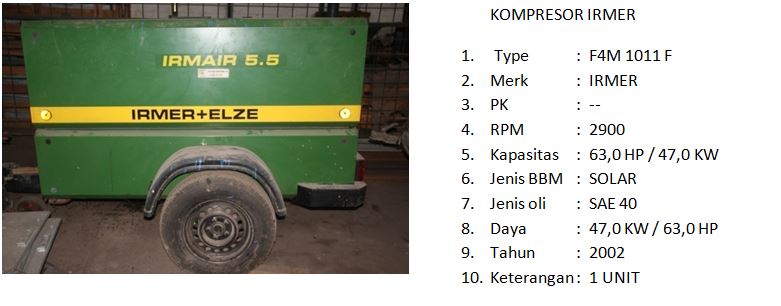 KOMPRESOR IRMER
IRMAIR 5.5
IRMER+ELZE
1. Type : F4M 1011 F
2. Merk : IRMER
3. PK : --
4. RPM : 2900
5. Kapasitas : 63,0 HP / 47,0 KW
6. Jenis BBM : SOLAR
7. Jenis oli : SAE 40
8. Daya : 47,0 KW / 63,0 HP
9. Tahun : 2002
10. Keterangan : 1 UNIT